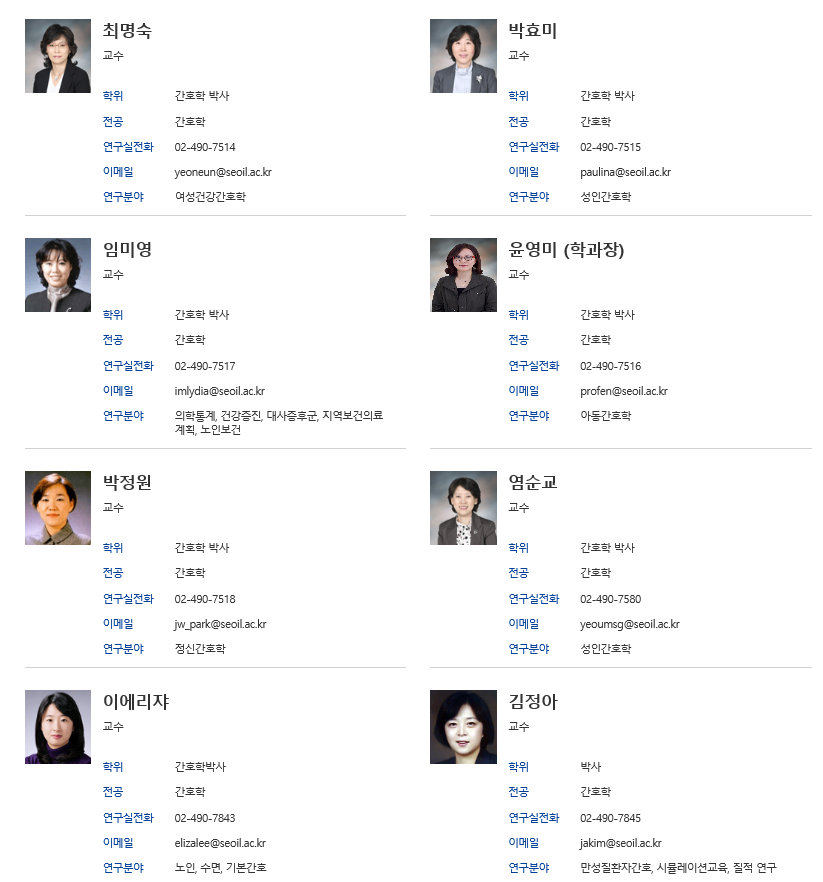 최명숙
교수
학위 간호학 박사
전공 간호학
연구실전화 02-490-7514
이메일 yeoneun@seoil.ac.kr
연구분야 여성건강간호학
박효미
교수
학위 간호학 박사
전공 간호학
연구실전화 02-490-7515
이메일 paulina@seoil.ac.kr
연구분야 성인간호학
임미영
교수
학위 간호학 박사
전공 간호학
연구실전화 02-490-7517
이메일 imlydia@seoil.ac.kr
연구분야 의학통계, 건강증진, 대사증후군, 지역보건의료
계획, 노인보건
윤영미 (학과장)
교수
학위 간호학 박사
전공 간호학
연구실전화 02-490-7516
이메일 profen@seoil.ac.kr
연구분야 아동간호학
박정원
교수
학위 간호학 박사
전공 간호학
연구실전화 02-490-7518
이메일 jw_park@seoil.ac.kr
연구분야 정신간호학
염순교
교수
학위 간호학 박사
전공 간호학
연구실전화 02-490-7580
이메일 yeoumsg@seoil.ac.kr
연구분야 성인간호학
이에리쟈
교수
학위 간호학박사
전공 간호학
연구실전화 02-490-7843
이메일 elizalee@seoil.ac.kr
연구분야 노인, 수면, 기본간호
김정아
교수
학위 박사
전공 간호학
연구실전화 02-490-7845
이메일 jakim@seoil.ac.kr
연구분야 만성질환자간호, 시뮬레이션교육, 질적 연구